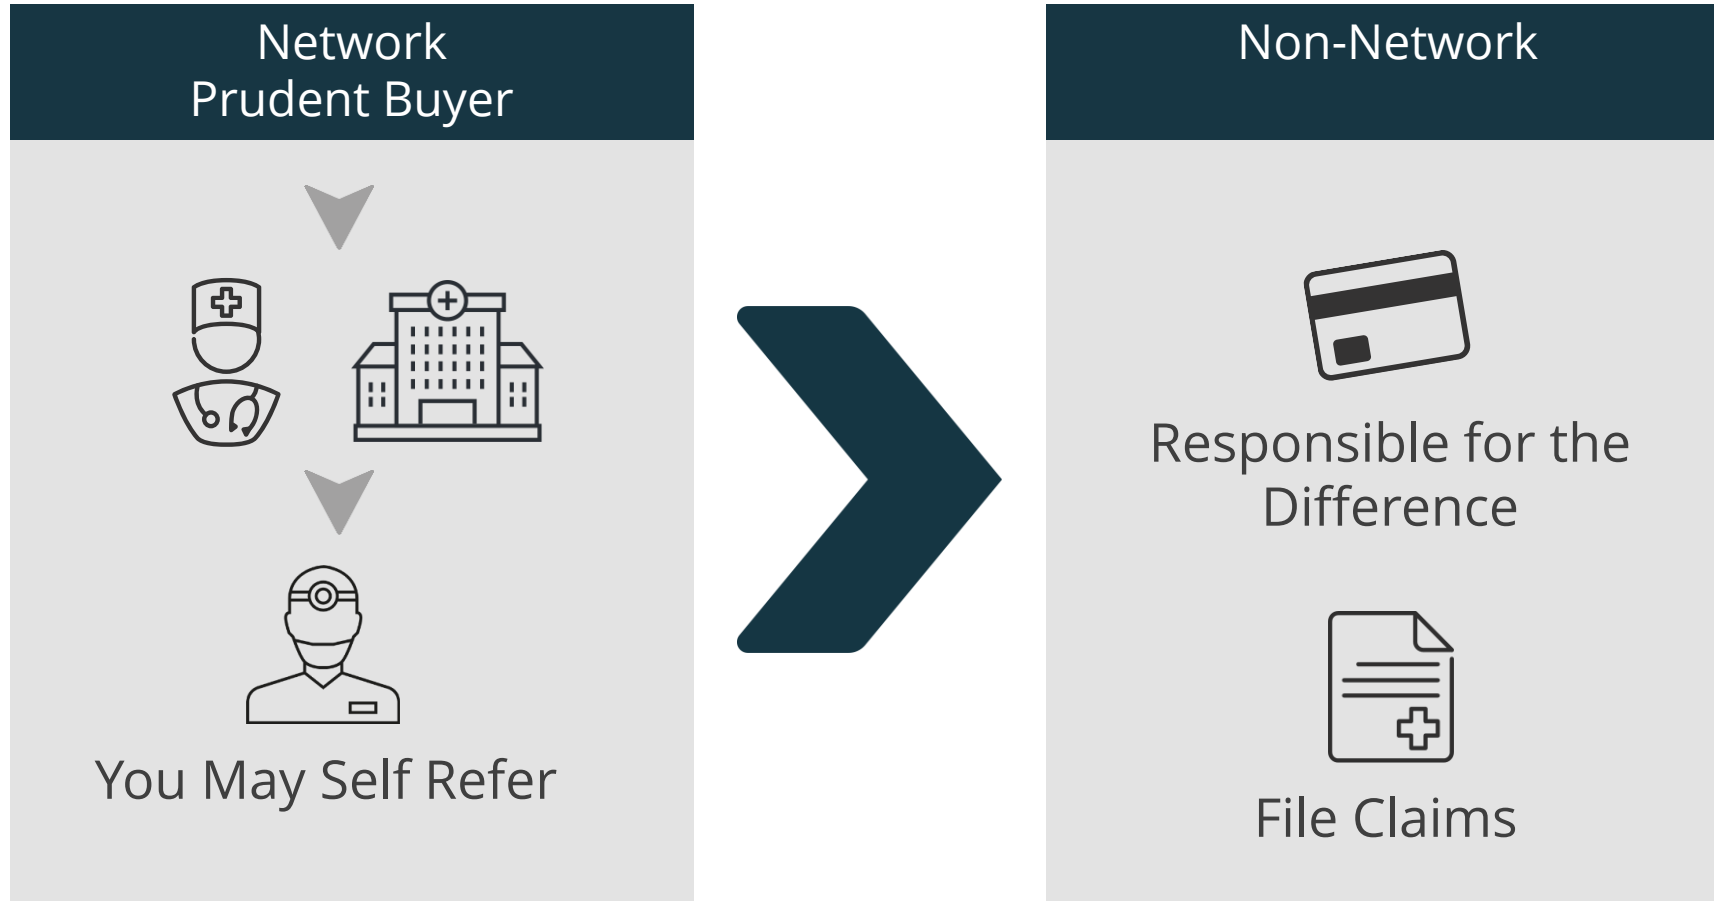 Network
Prudent Buyer
You May Self Refer
Non-Network
Responsible for the
Difference
File Claims